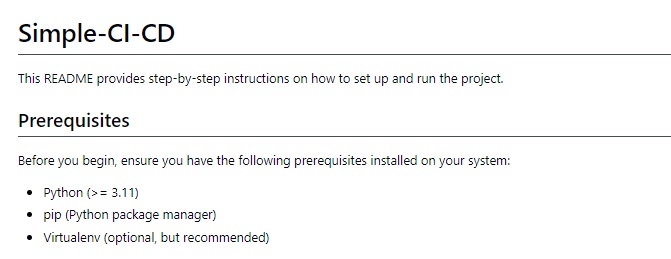 Simple-CI-CD
This README provides step-by-step instructions on how to set up and run the project.
Prerequisites
Before you begin, ensure you have the following prerequisites installed on your system:
• Python (>= 3.11)
• pip (Python package manager)
• Virtualenv (optional, but recommended)